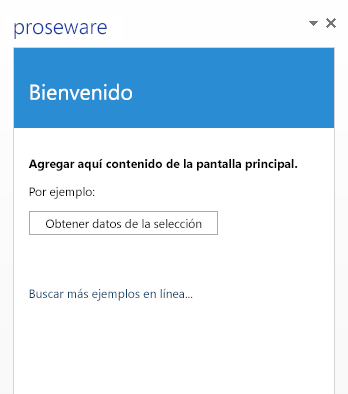 proseware
Bienvenido
Agregar aquí contenido de la pantalla principal.
Por ejemplo:
Obtener datos de la selección
Buscar más ejemplos en línea...